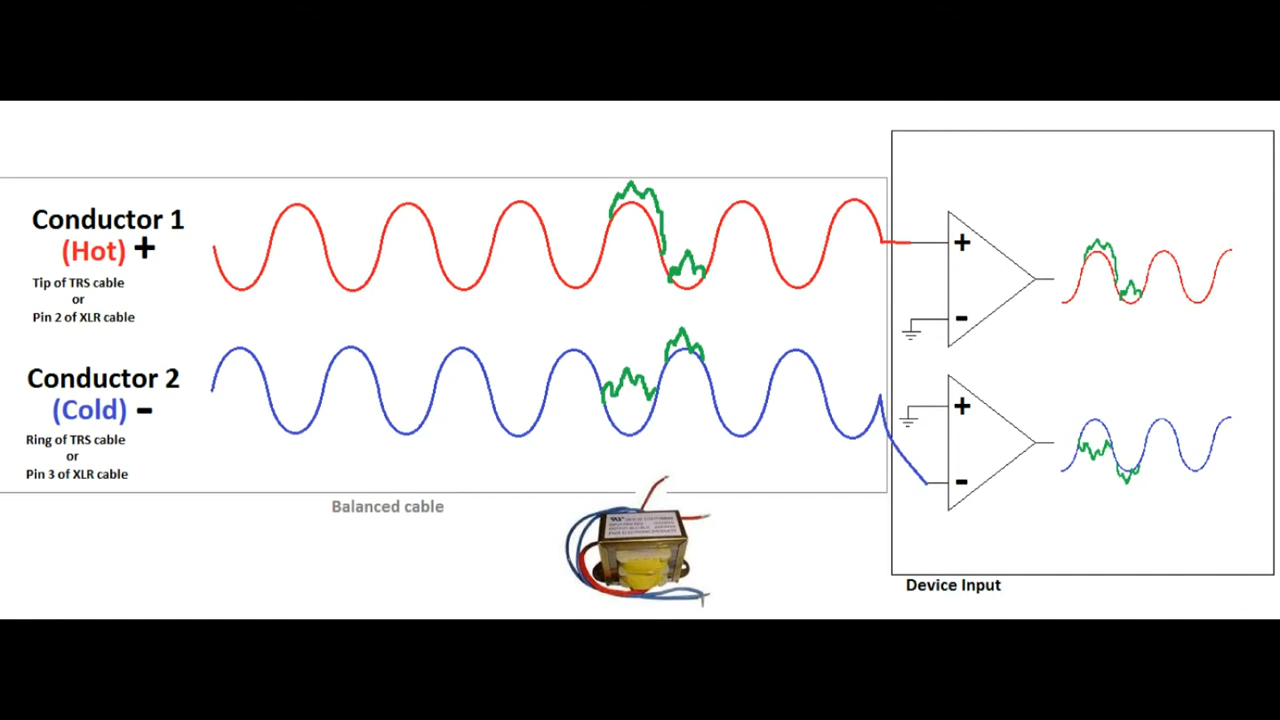 Conductor 1
(Hot) +
Tip of TRS cable
or
Pin 2 of XLR cable
Conductor 2
(Cold) -
Ring of TRS cable
or
Pin 3 of XLR cable
Balanced cable
+
-
+
-
Device Input